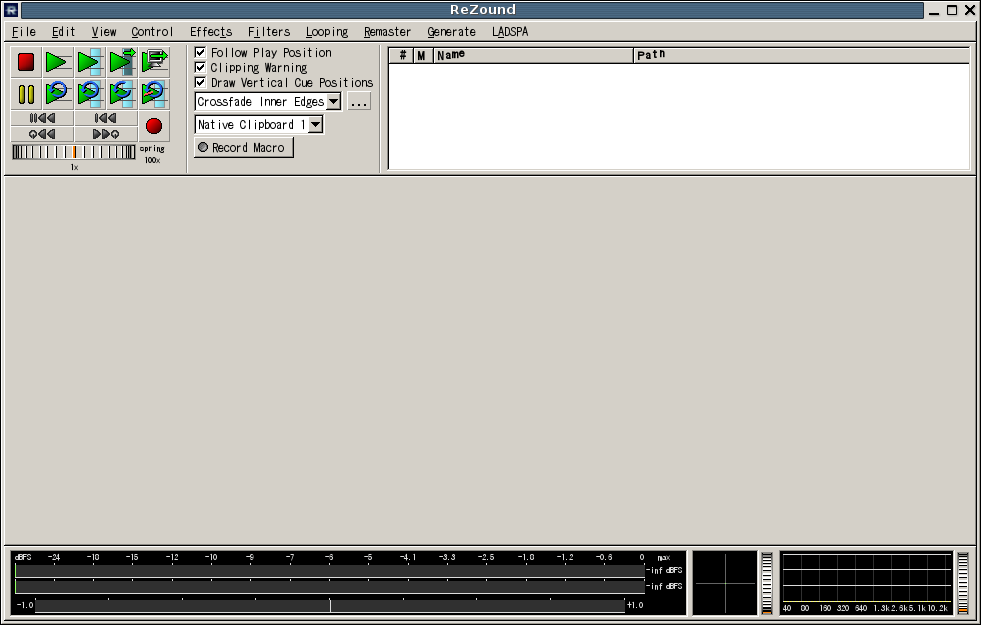 ReZound
File Edit View Control Effects Filters Looping Remaster Generate LADSPA
Follow Play Position
Clipping Warning
Draw Vertical Cue Positions
Crossfade Inner Edges ...
Native Clipboard 1
Record Macro
spring
100x
1x
# M Name Path
dBFS -24 -18 -15 -12 -10 -9 -7 -6 -5 -4.1 -3.3 -2.5 -1.8 -1.2 -0.6 0 max
-inf dBFS
-inf dBFS
-1.0 +1.0
40 80 160 320 640 1.3k 2.6k 5.1k 10.2k